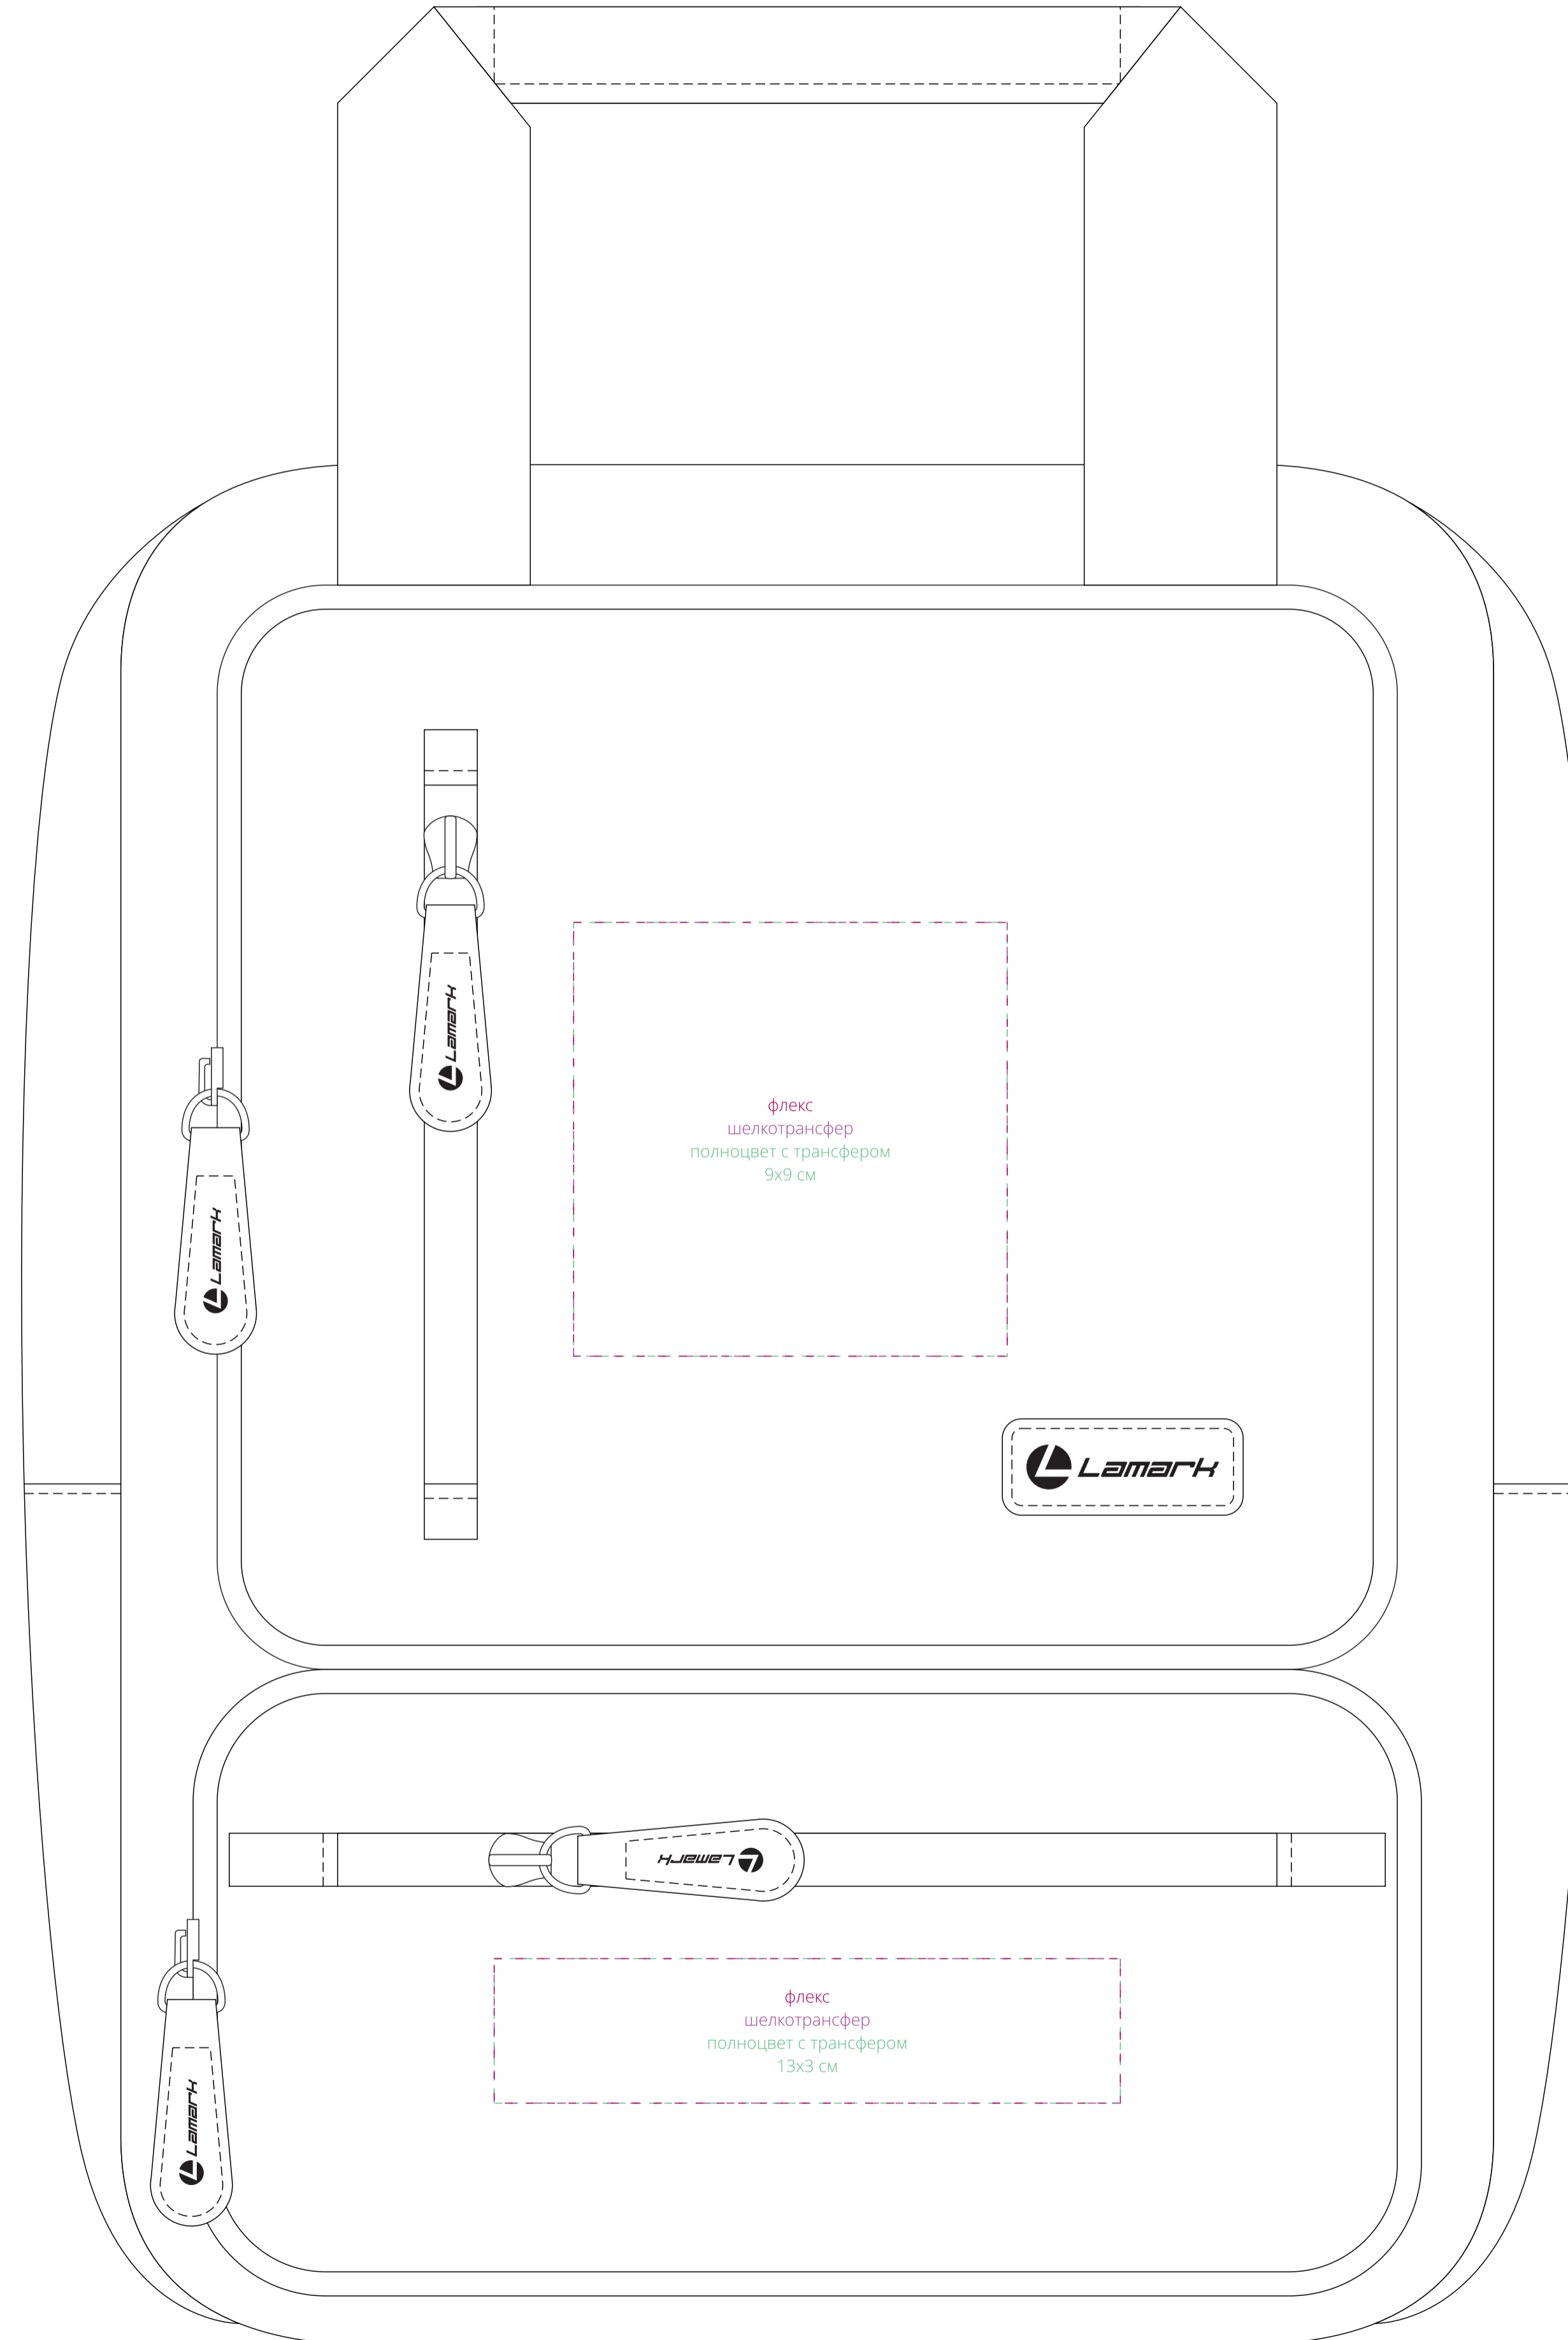 Lamark
флекс
шелкотрансфер
полноцвет с трансфером
9x9 см
Lamark
Lamark
Lamark
флекс
шелкотрансфер
полноцвет с трансфером
13x3 см
Lamark